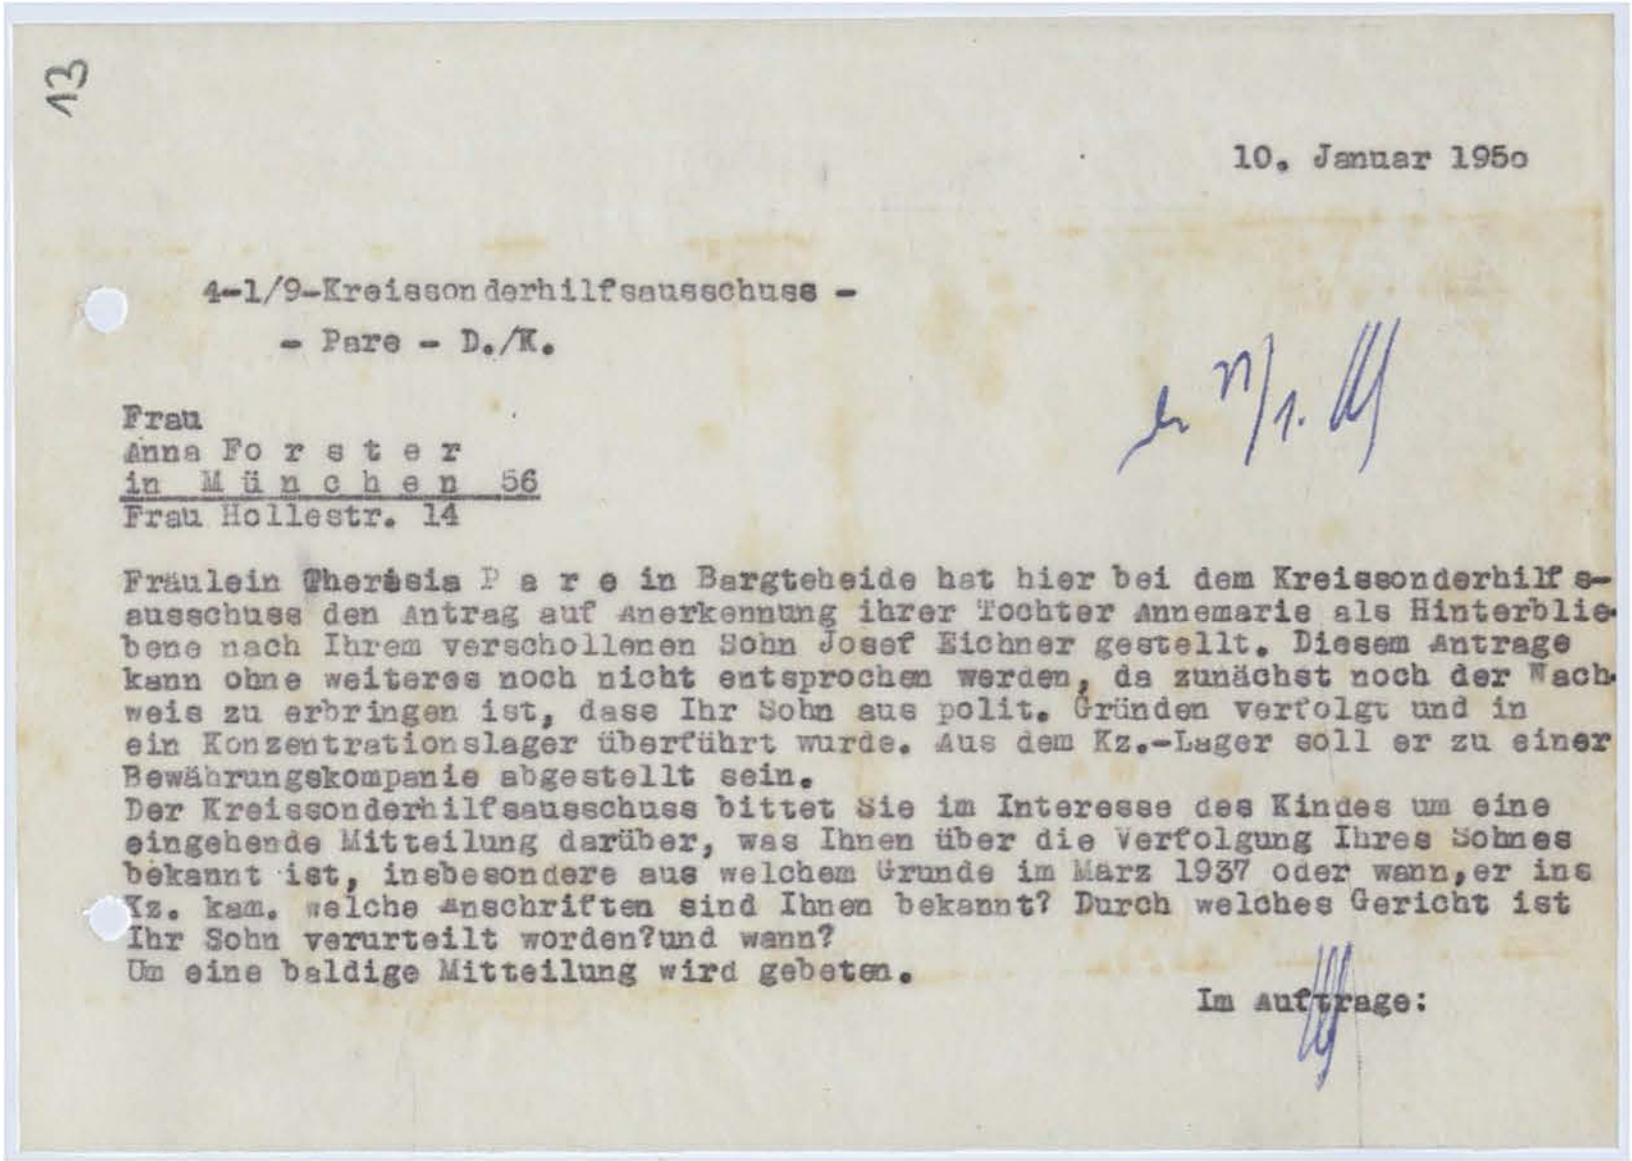 13
10. Januar 1950
4-1/9-Kreissonderhilfsausschuss -
- Pare - D./K.
Frau
Anna F o r s t e r
in M ü n c h e n 56
Frau Hollestr. 14
Fräulein Theresia P a r e in Bargteheide hat hier bei dem Kreissonderhilfs-
ausschuss den Antrag auf Anerkennung ihrer Tochter Annemarie als Hinterblie-
bene nach Ihrem verschollenen Sohn Josef Eichner gestellt. Diesem Antrage
kann ohne weiteres noch nicht entsprochen werden, da zunächst noch der Nach-
weis zu erbringen ist, dass Ihr Sohn aus polit. Gründen verfolgt und in
ein Konzentrationslager überführt wurde. Aus dem Kz.-Lager soll er zu einer
Bewährungskompanie abgestellt sein.
Der Kreissonderhilfsausschuss bittet Sie im Interesse des Kindes um eine
eingehende Mitteilung darüber, was Ihnen über die Verfolgung Ihres Sohnes
bekannt ist, insbesondere aus welchem Grunde im März 1937 oder wann,er ins
Kz. kam. Welche Anschriften sind Ihnen bekannt? Durch welches Gericht ist
Ihr Sohn verurteilt worden?und wann?
Um eine baldige Mitteilung wird gebeten.
Im Auftrage: